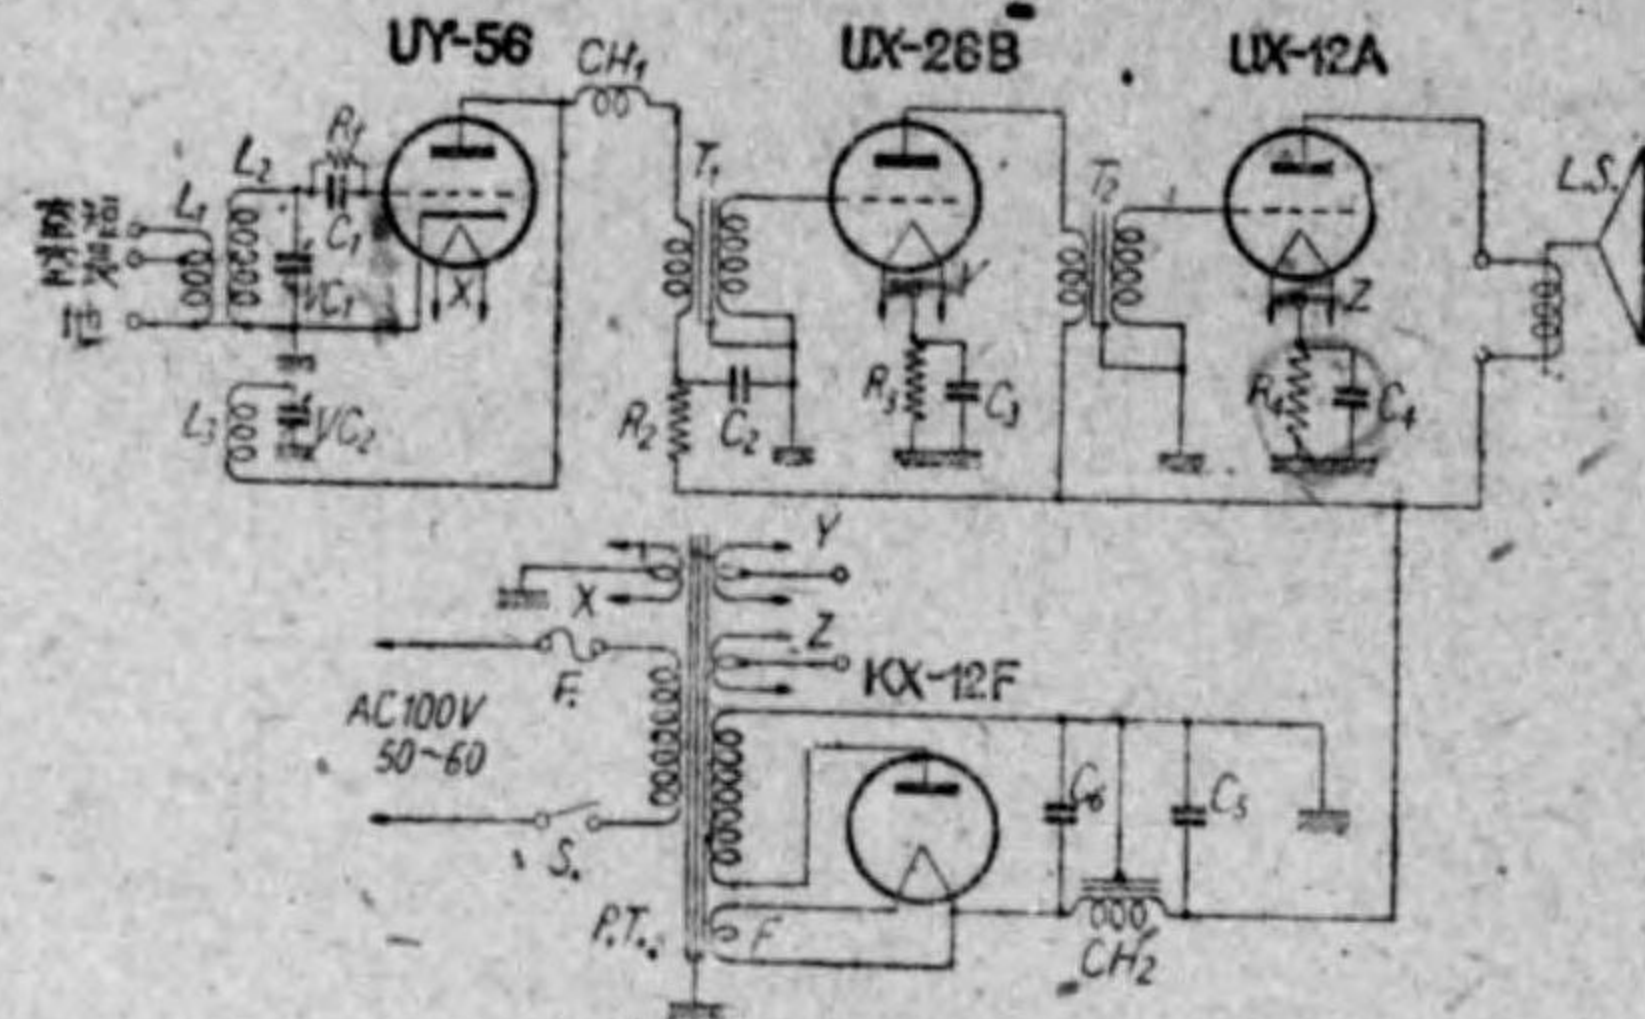 UY-56
CH1
UX-26B
UX-12A
R1
L2
L1
C1
VC1
X
T1
Y
T2
Z
L.S.
L3
VC2
R2
C2
R3
C3
R4
C4
X
Y
Z
F.
AC100V
50~60
S.
P.T.
F
KX-12F
C6
C5
CH2